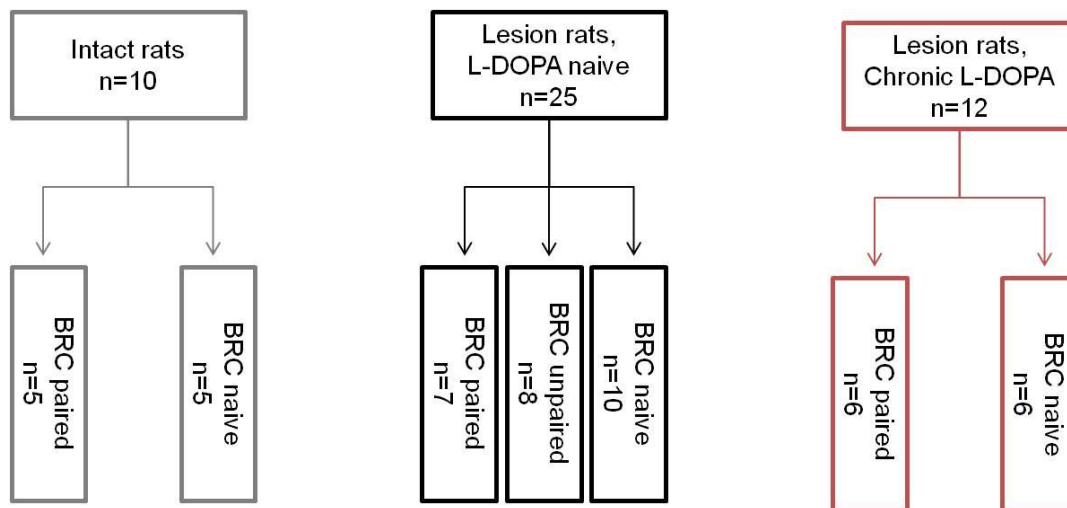 Intact rats
n=10
Lesion rats,
L-DOPA naive
n=25
Lesion rats,
Chronic L-DOPA
n=12
BRC paired
n=5
BRC naive
n=5
BRC paired
n=7
BRC unpaired
n=8
BRC naive
n=10
BRC paired
n=6
BRC naive
n=6